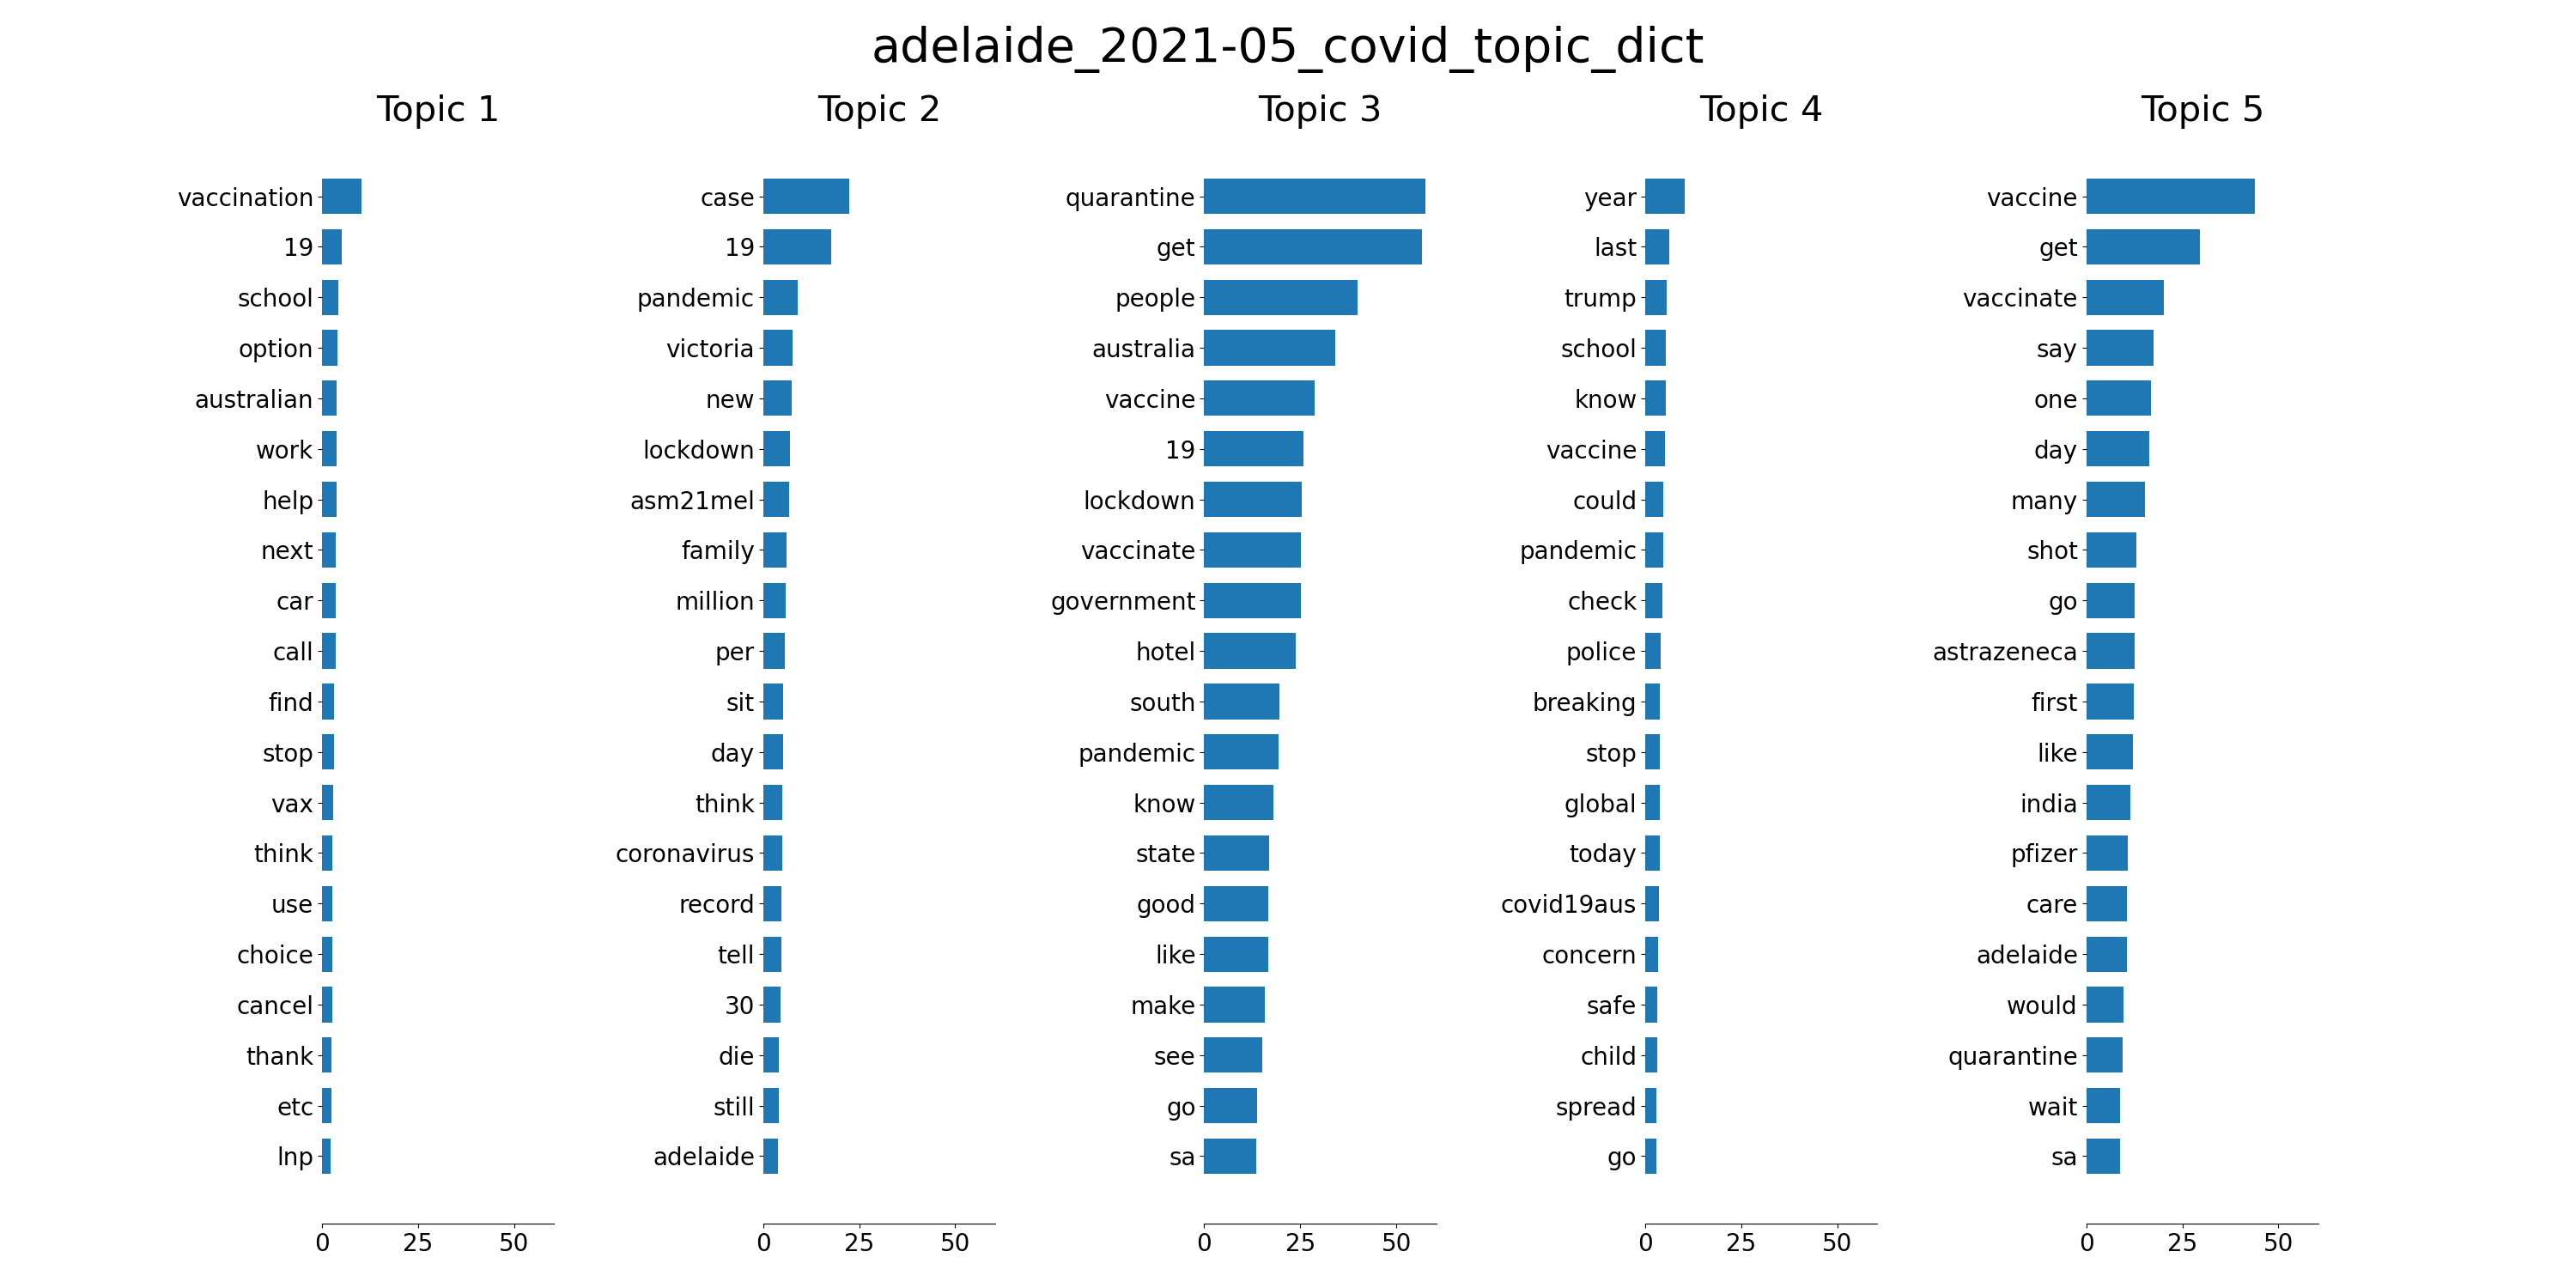 adelaide_2021-05_covid_topic_dict
Topic 1
vaccination
19
school
option
australian
work
help
next
car
call
find
stop
vax
think
use
choice
cancel
thank
etc
lnp
0 25 50
Topic 2
case
19
pandemic
victoria
new
lockdown
asm21mel
family
million
per
sit
day
think
coronavirus
record
tell
30
die
still
adelaide
0 25 50
Topic 3
quarantine
get
people
australia
vaccine
19
lockdown
vaccinate
government
hotel
south
pandemic
know
state
good
like
make
see
go
sa
0 25 50
Topic 4
year
last
trump
school
know
vaccine
could
pandemic
check
police
breaking
stop
global
today
covid19aus
concern
safe
child
spread
go
0 25 50
Topic 5
vaccine
get
vaccinate
say
one
day
many
shot
go
astrazeneca
first
like
india
pfizer
care
adelaide
would
quarantine
wait
sa
0 25 50